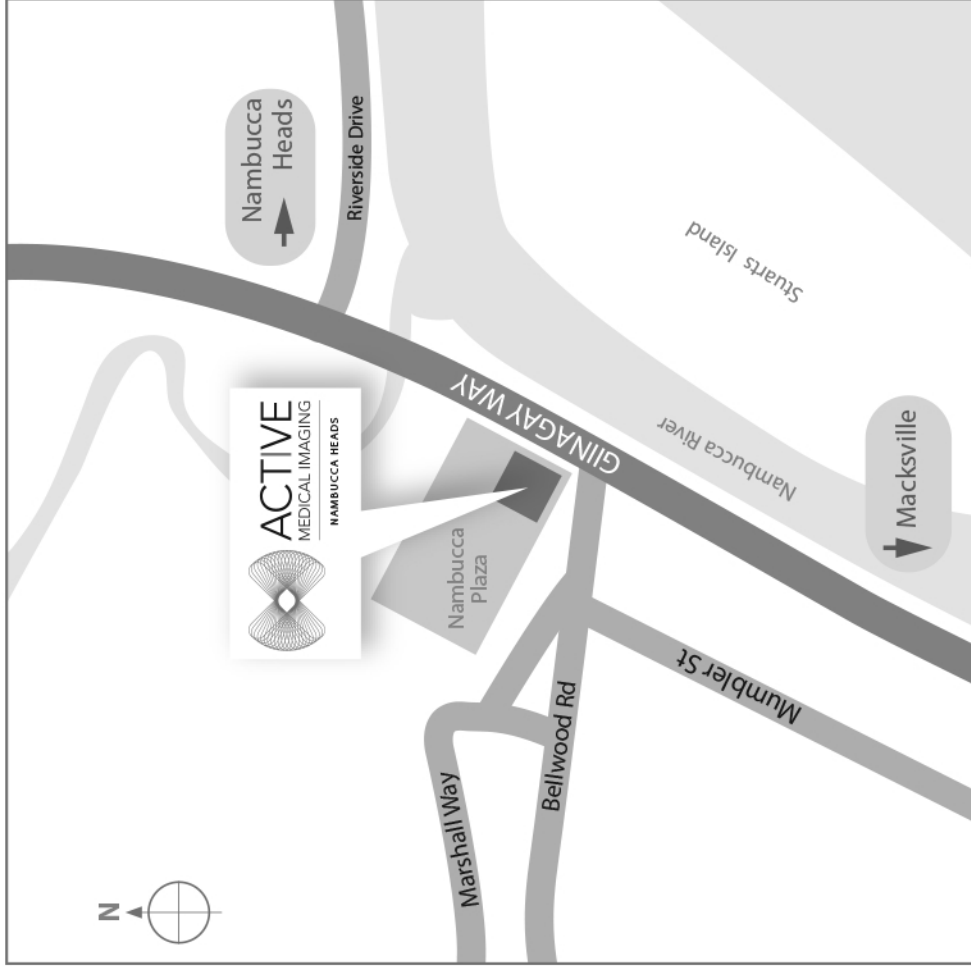 N
ACTIVE
MEDICAL IMAGING
NAMBUCCA HEADS
Nambucca
Heads
Riverside Drive
Nambucca
Plaza
GIINAGAY WAY
Marshall Way
Bellwood Rd
Mumbler St
Nambucca River
Stuarts Island
Macksville